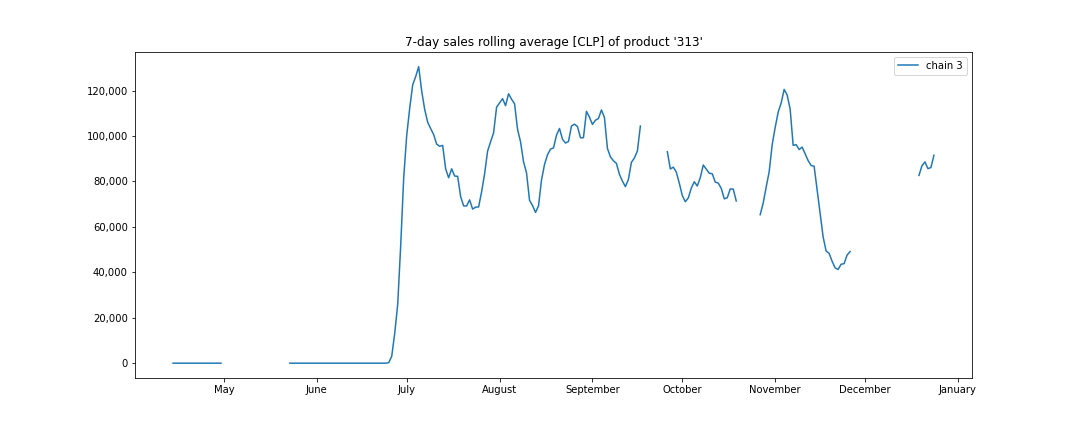 7-day sales rolling average [CLP] of product '313'
chain 3
120,000
100,000
80,000
60,000
40,000
20,000
0
May June July August September October November December January